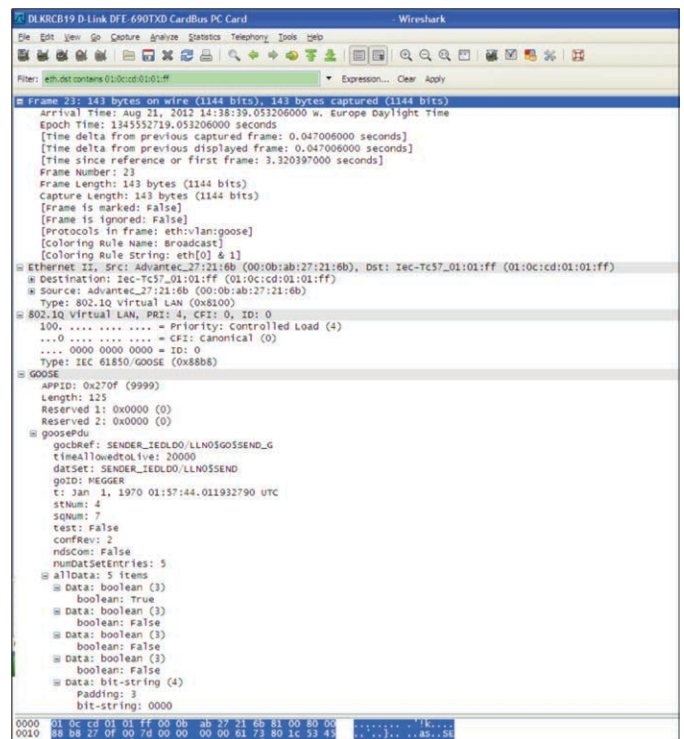 DLKRCB19 D-Link DFE-690TXD CardBus PC Card - Wireshark
File Edit View Go Capture Analyze Statistics Telephony Tools Help
Filter: eth.dst contains 01:0c:cd:01:01:ff Expression... Clear Apply
Frame 23: 143 bytes on wire (1144 bits), 143 bytes captured (1144 bits)
Arrival Time: Aug 21, 2012 14:38:39.053206000 W. Europe Daylight Time
Epoch Time: 1345552719.053206000 seconds
[Time delta from previous captured frame: 0.047006000 seconds]
[Time delta from previous displayed frame: 0.047006000 seconds]
[Time since reference or first frame: 3.320397000 seconds]
Frame Number: 23
Frame Length: 143 bytes (1144 bits)
Capture Length: 143 bytes (1144 bits)
[Frame is marked: False]
[Frame is ignored: False]
[Protocols in frame: eth:vlan:goose]
[Coloring Rule Name: Broadcast]
[Coloring Rule String: eth[0] & 1]
Ethernet II, Src: Advantec_27:21:6b (00:0b:ab:27:21:6b), Dst: Iec-Tc57_01:01:ff (01:0c:cd:01:01:ff)
Destination: Iec-Tc57_01:01:ff (01:0c:cd:01:01:ff)
Source: Advantec_27:21:6b (00:0b:ab:27:21:6b)
Type: 802.1Q Virtual LAN (0x8100)
802.1Q Virtual LAN, PRI: 4, CFI: 0, ID: 0
100. .... .... .... = Priority: Controlled Load (4)
...0 .... .... .... = CFI: Canonical (0)
.... 0000 0000 0000 = ID: 0
Type: IEC 61850/GOOSE (0x88b8)
GOOSE
APPID: 0x270f (9999)
Length: 125
Reserved 1: 0x0000 (0)
Reserved 2: 0x0000 (0)
goosePdu
gocbRef: SENDER_IEDLD0/LLN0$GO$SEND_G
timeAllowedtoLive: 20000
datSet: SENDER_IEDLD0/LLN0$SEND
goID: MEGGER
t: Jan 1, 1970 01:57:44.011932790 UTC
stNum: 4
sqNum: 7
test: False
confRev: 2
ndsCom: False
numDatSetEntries: 5
allData: 5 items
Data: boolean (3)
boolean: True
Data: boolean (3)
boolean: False
Data: boolean (3)
boolean: False
Data: boolean (3)
boolean: False
Data: bit-string (4)
Padding: 3
bit-string: 0000
0000 01 0c cd 01 01 ff 00 0b ab 27 21 6b 81 00 80 00 ........ .'!k....
0010 88 b8 27 0f 00 7d 00 00 00 00 61 73 80 1c 53 45 ..'..}.. ..as..SE